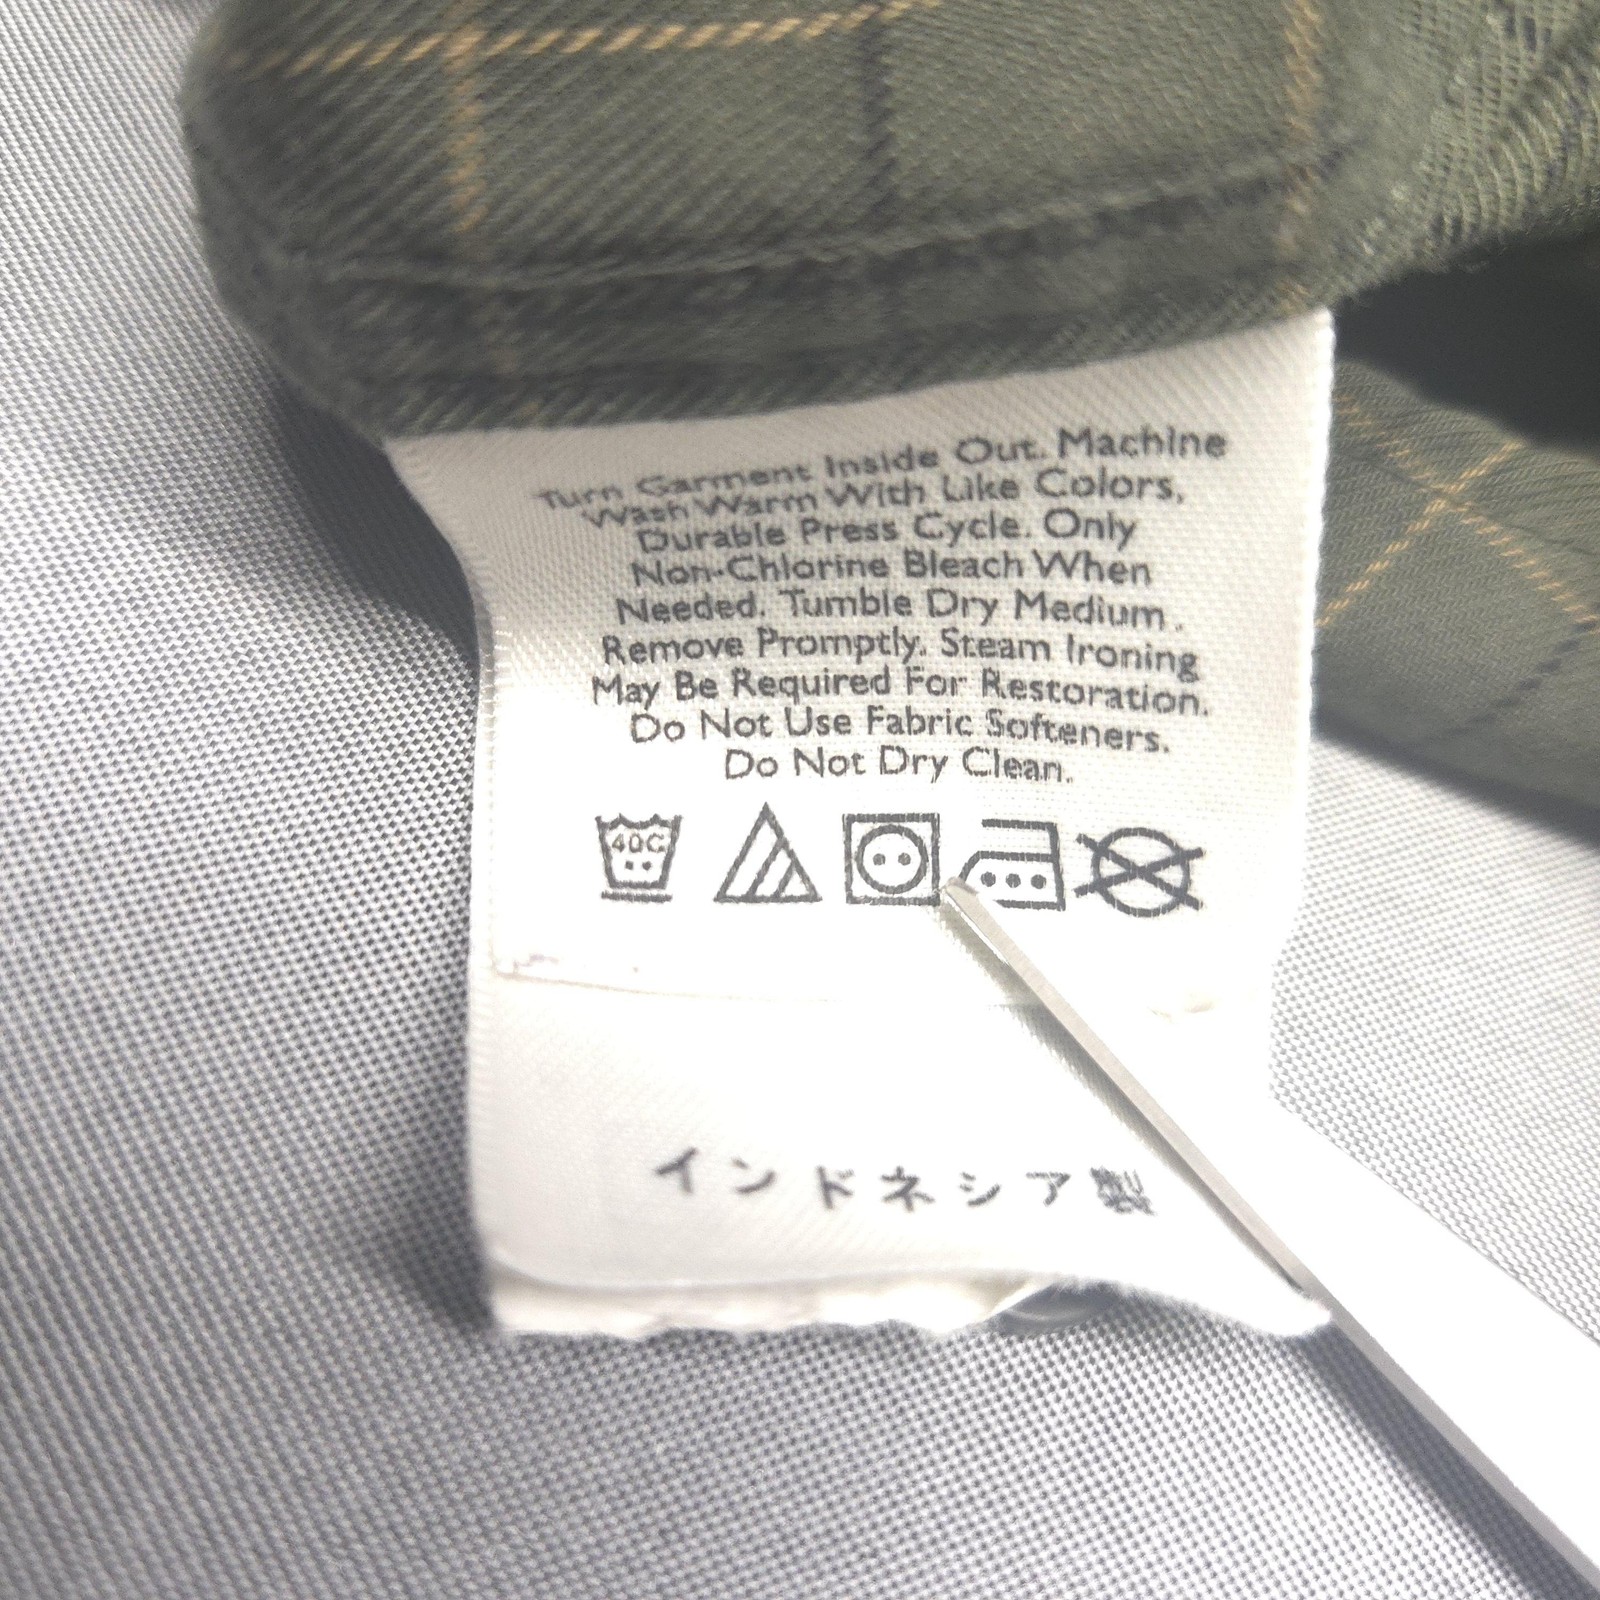 Turn Garment Inside Out. Machine
Wash Warm With Like Colors,
Durable Press Cycle. Only
Non-Chlorine Bleach When
Needed. Tumble Dry Medium.
Remove Promptly. Steam Ironing
May Be Required For Restoration.
Do Not Use Fabric Softeners.
Do Not Dry Clean.
40C
インドネシア製